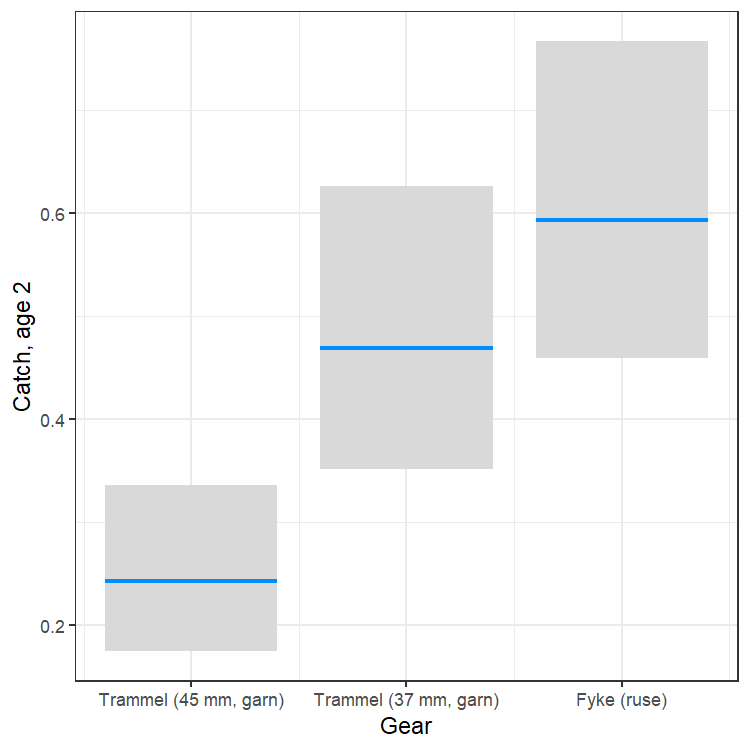 Catch, age 2
0.6
0.4
0.2
Trammel (45 mm, garn) Trammel (37 mm, garn) Fyke (ruse)
Gear